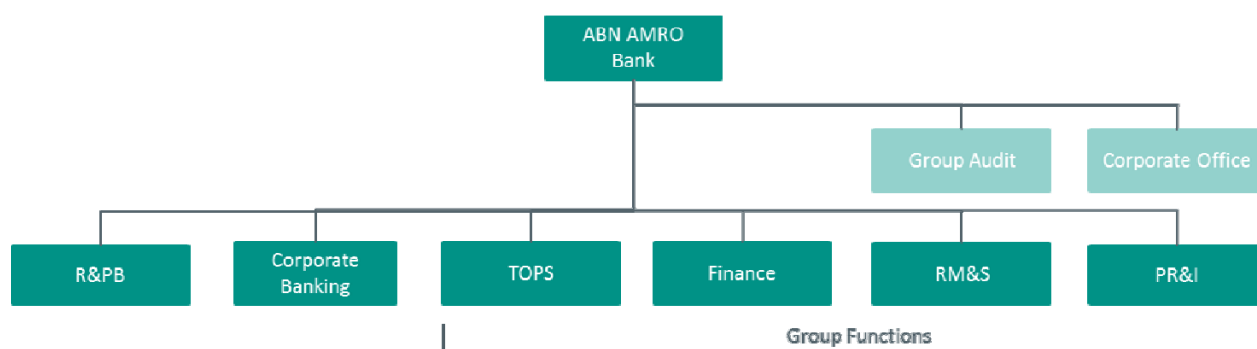 ABN AMRO
Bank
Group Audit
Corporate Office
R&PB
Corporate
Banking
TOPS
Finance
RM&S
PR&I
Group Functions